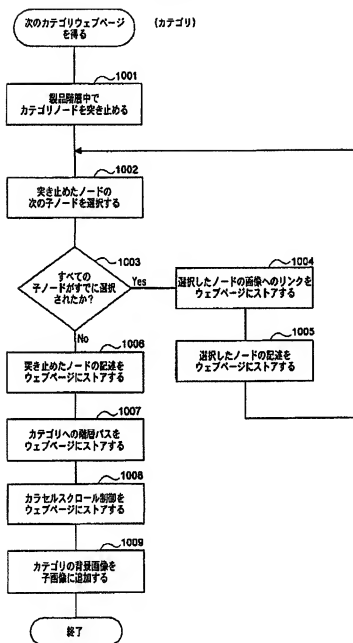 次のカテゴリウェブページ
を得る
(カテゴリ)
1001
製品階層中で
カテゴリノードを突き止める
1002
突き止めたノードの
次の子ノードを選択する
1003
すべての
子ノードがすでに選択
されたか?
Yes
1004
選択したノードの画像へのリンクを
ウェブページにストアする
1005
選択したノードの記述を
ウェブページにストアする
No
1006
突き止めたノードの記述を
ウェブページにストアする
1007
カテゴリへの階層パスを
ウェブページにストアする
1008
カラセルスクロール制御を
ウェブページにストアする
1009
カテゴリの背景画像を
子画像に追加する
終了